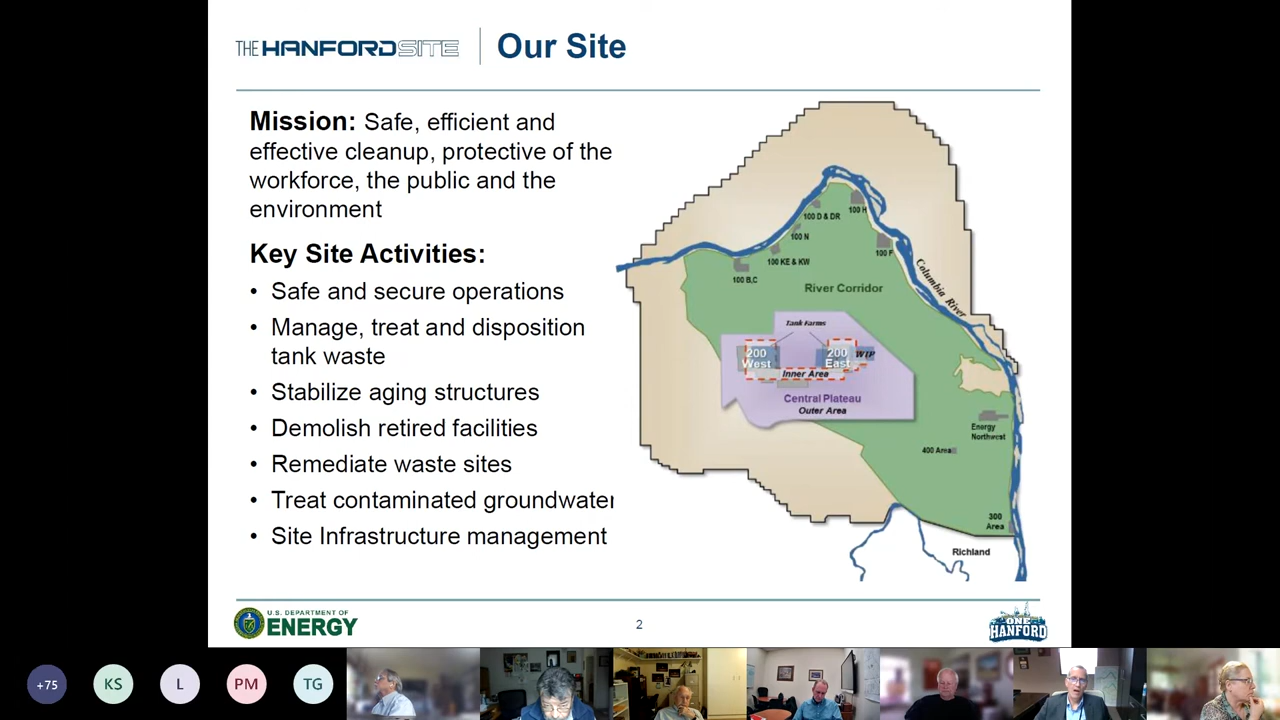 THE HANFORD SITE
Our Site
Mission: Safe, efficient and
effective cleanup, protective of the
workforce, the public and the
environment
Key Site Activities:
• Safe and secure operations
• Manage, treat and disposition
tank waste
• Stabilize aging structures
• Demolish retired facilities
• Remediate waste sites
• Treat contaminated groundwater
• Site Infrastructure management
100 D & DR
100 H
100 N
100 F
100 KE & KW
100 B,C
River Corridor
Columbia River
Tank Farms
200
West
200
East
WTP
Inner Area
Central Plateau
Outer Area
Energy
Northwest
400 Area
300
Area
Richland
U.S. DEPARTMENT OF
ENERGY
2
ONE
HANFORD
+75
KS
L
PM
TG